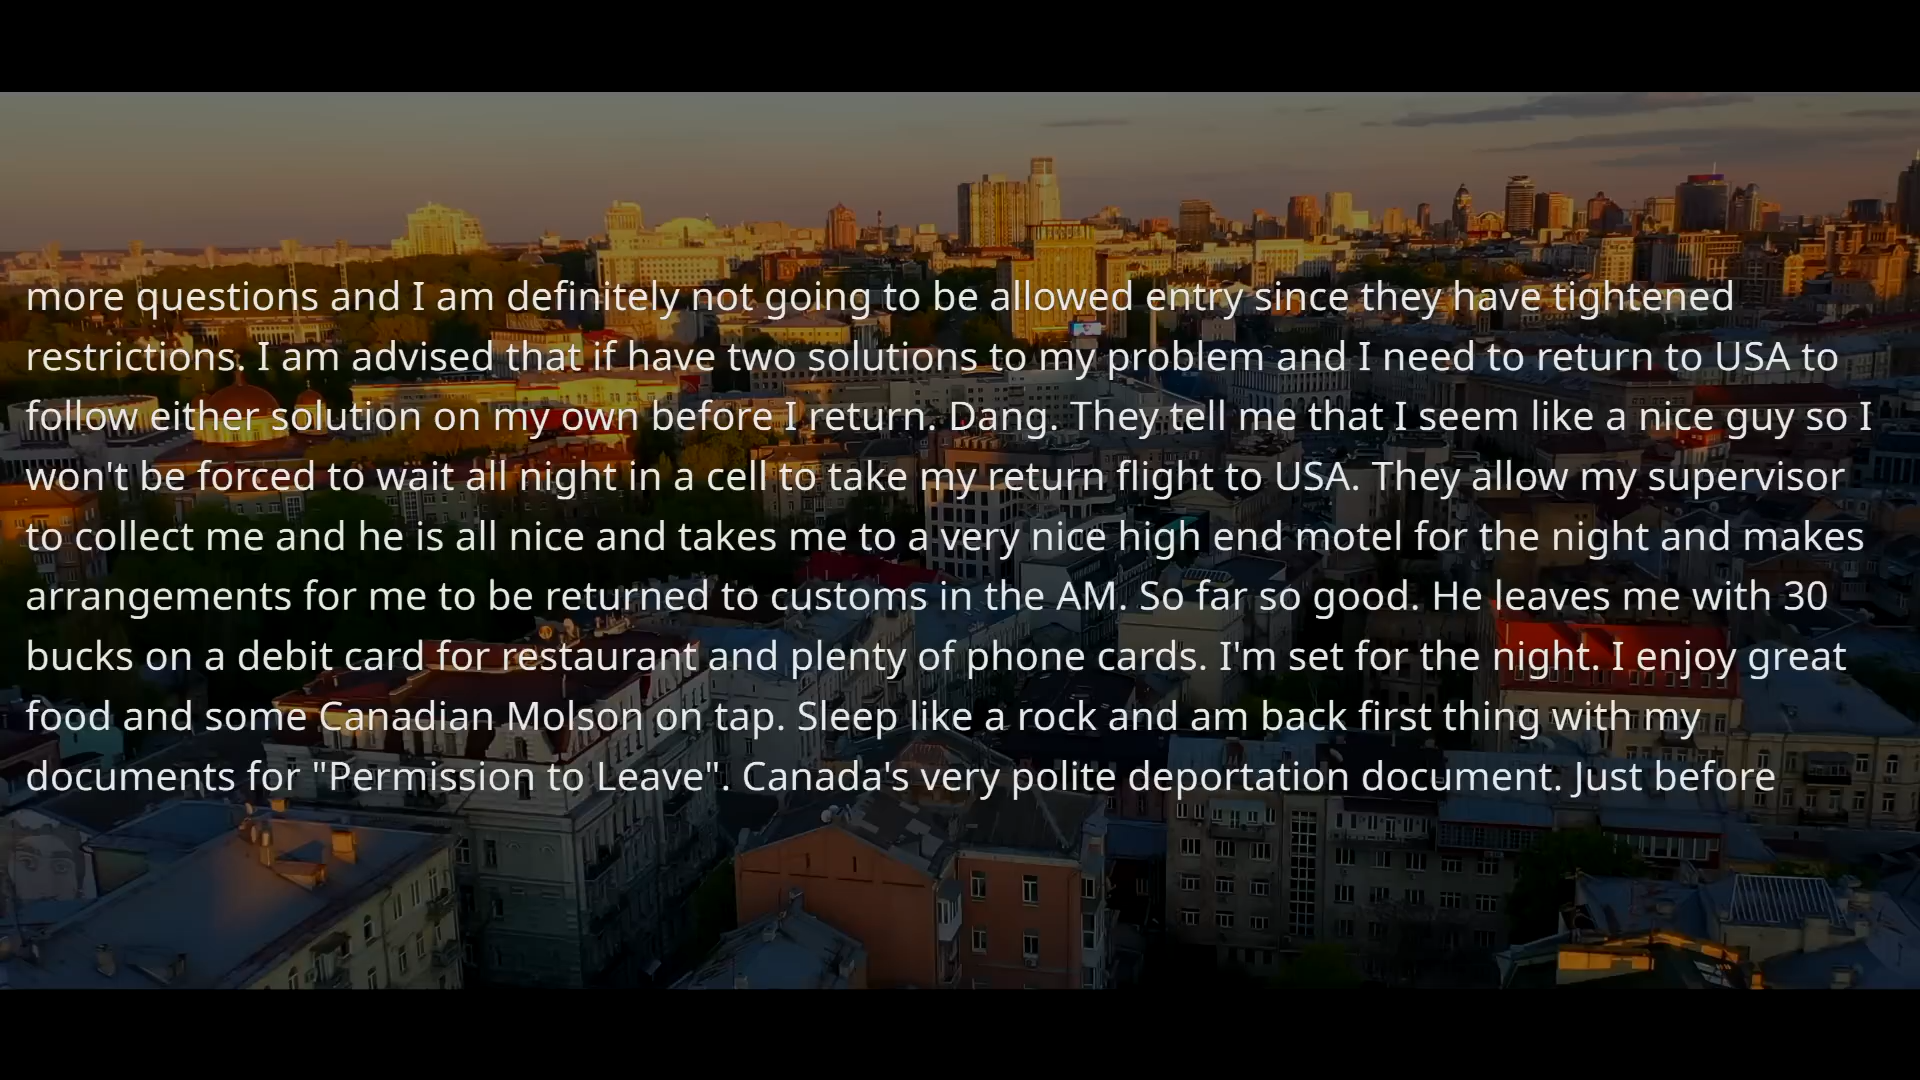 more questions and I am definitely not going to be allowed entry since they have tightened
restrictions. I am advised that if have two solutions to my problem and I need to return to USA to
follow either solution on my own before I return. Dang. They tell me that I seem like a nice guy so I
won't be forced to wait all night in a cell to take my return flight to USA. They allow my supervisor
to collect me and he is all nice and takes me to a very nice high end motel for the night and makes
arrangements for me to be returned to customs in the AM. So far so good. He leaves me with 30
bucks on a debit card for restaurant and plenty of phone cards. I'm set for the night. I enjoy great
food and some Canadian Molson on tap. Sleep like a rock and am back first thing with my
documents for "Permission to Leave". Canada's very polite deportation document. Just before